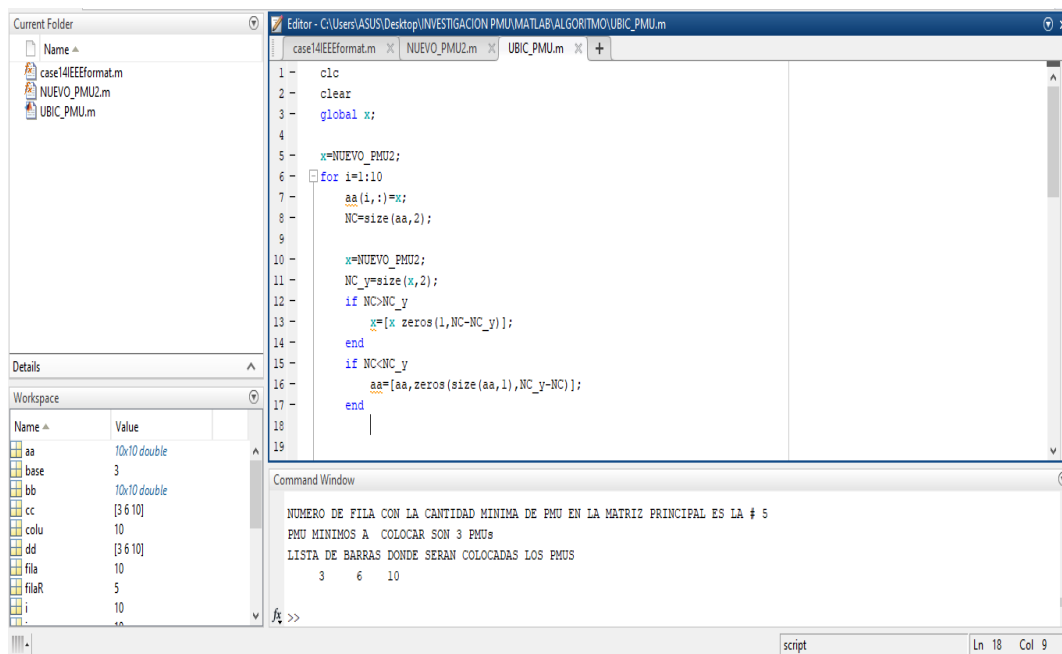 Current Folder
Name
case14IEEEformat.m
NUEVO_PMU2.m
UBIC_PMU.m
Details
Workspace
Name Value
aa 10x10 double
base 3
bb 10x10 double
cc [3 6 10]
colu 10
dd [3 6 10]
fila 10
filaR 5
i 10
Editor - C:\Users\ASUS\Desktop\INVESTIGACION PMU\MATLAB\ALGORITMO\UBIC_PMU.m
case14IEEEformat.m NUEVO_PMU2.m UBIC_PMU.m +
1 - clc
2 - clear
3 - global x;
4
5 - x=NUEVO_PMU2;
6 - for i=1:10
7 - aa(i,:)=x;
8 - NC=size(aa,2);
9
10 - x=NUEVO_PMU2;
11 - NC_y=size(x,2);
12 - if NC>NC_y
13 - x=[x zeros(1,NC-NC_y)];
14 - end
15 - if NC<NC_y
16 - aa=[aa,zeros(size(aa,1),NC_y-NC)];
17 - end
18
19
Command Window
NUMERO DE FILA CON LA CANTIDAD MINIMA DE PMU EN LA MATRIZ PRINCIPAL ES LA # 5
PMU MINIMOS A COLOCAR SON 3 PMUs
LISTA DE BARRAS DONDE SERAN COLOCADAS LOS PMUS
3 6 10
fx >>
script Ln 18 Col 9